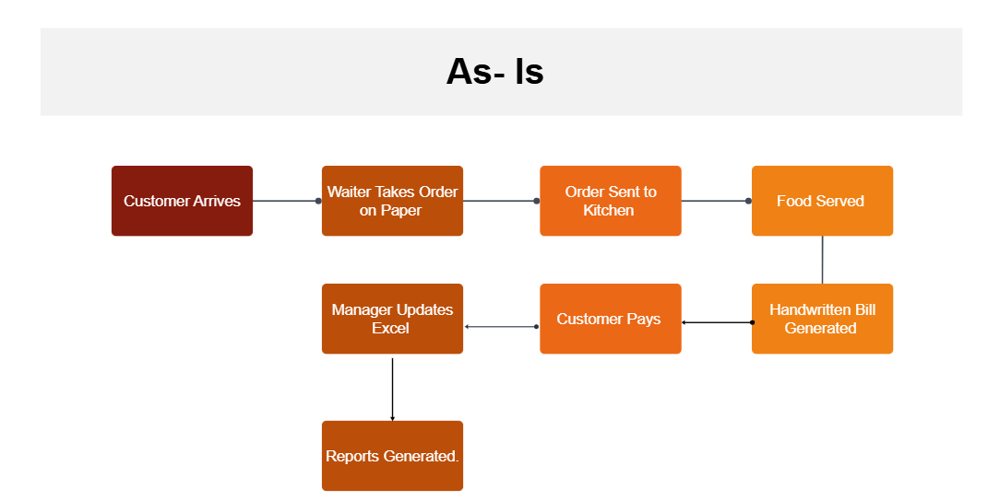 As- Is
Customer Arrives
Waiter Takes Order
on Paper
Order Sent to
Kitchen
Food Served
Handwritten Bill
Generated
Customer Pays
Manager Updates
Excel
Reports Generated.